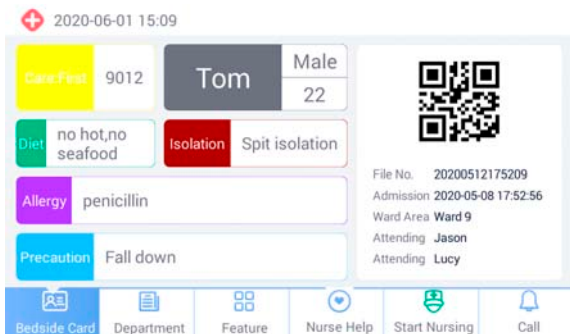 2020-06-01 15:09
Care First 9012
Tom
Male
22
Diet no hot,no
seafood
Isolation Spit isolation
Allergy penicillin
Precaution Fall down
File No. 20200512175209
Admission 2020-05-08 17:52:56
Ward Area Ward 9
Attending Jason
Attending Lucy
Bedside Card
Department
Feature
Nurse Help
Start Nursing
Call